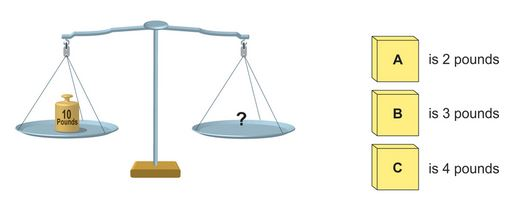 10
Pounds
?
A is 2 pounds
B is 3 pounds
C is 4 pounds